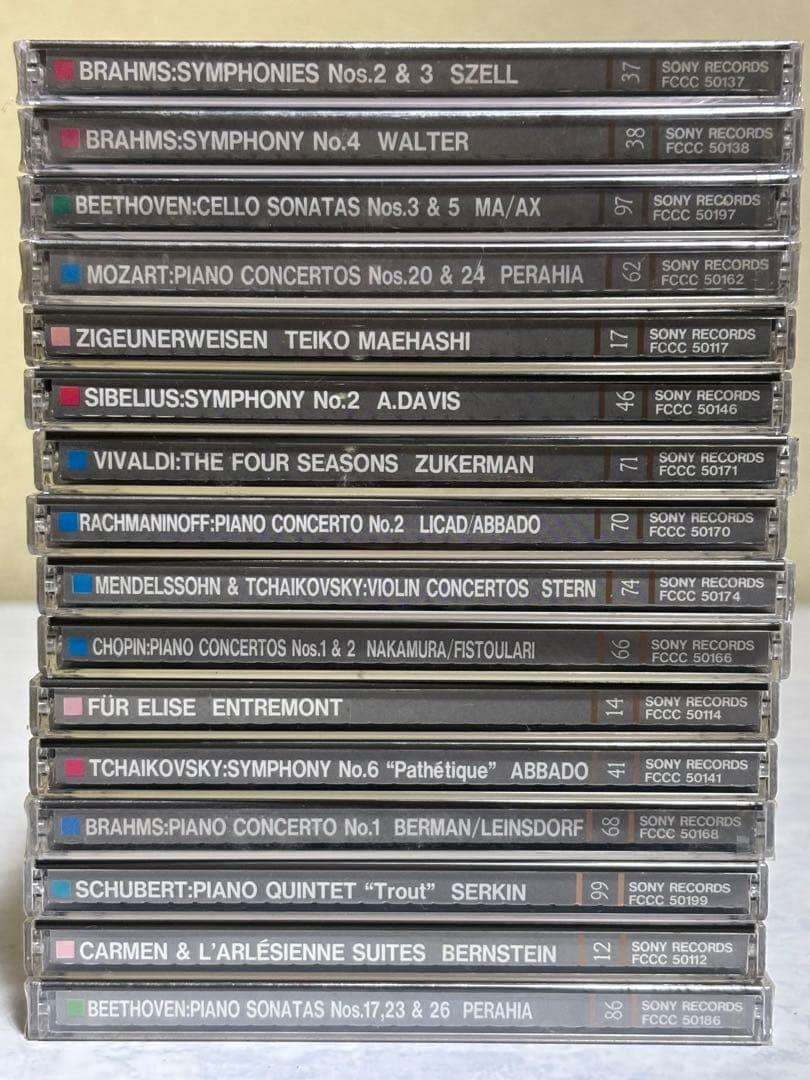 BRAHMS:SYMPHONIES Nos.2 & 3 SZELL 37 SONY RECORDS
FCCC 50137
BRAHMS:SYMPHONY No.4 WALTER 38 SONY RECORDS
FCCC 50138
BEETHOVEN:CELLO SONATAS Nos.3 & 5 MA/AX 97 SONY RECORDS
FCCC 50197
MOZART:PIANO CONCERTOS Nos.20 & 24 PERAHIA 62 SONY RECORDS
FCCC 50162
ZIGEUNERWEISEN TEIKO MAEHASHI 17 SONY RECORDS
FCCC 50117
SIBELIUS:SYMPHONY No.2 A.DAVIS 46 SONY RECORDS
FCCC 50146
VIVALDI:THE FOUR SEASONS ZUKERMAN 71 SONY RECORDS
FCCC 50171
RACHMANINOFF:PIANO CONCERTO No.2 LICAD/ABBADO 70 SONY RECORDS
FCCC 50170
MENDELSSOHN & TCHAIKOVSKY:VIOLIN CONCERTOS STERN 74 SONY RECORDS
FCCC 50174
CHOPIN:PIANO CONCERTOS Nos.1 & 2 NAKAMURA/FISTOULARI 66 SONY RECORDS
FCCC 50166
FÜR ELISE ENTREMONT 14 SONY RECORDS
FCCC 50114
TCHAIKOVSKY:SYMPHONY No.6 “Pathétique” ABBADO 41 SONY RECORDS
FCCC 50141
BRAHMS:PIANO CONCERTO No.1 BERMAN/LEINSDORF 68 SONY RECORDS
FCCC 50168
SCHUBERT:PIANO QUINTET “Trout” SERKIN 99 SONY RECORDS
FCCC 50199
CARMEN & L'ARLÉSIENNE SUITES BERNSTEIN 12 SONY RECORDS
FCCC 50112
BEETHOVEN:PIANO SONATAS Nos.17,23 & 26 PERAHIA 86 SONY RECORDS
FCCC 50186